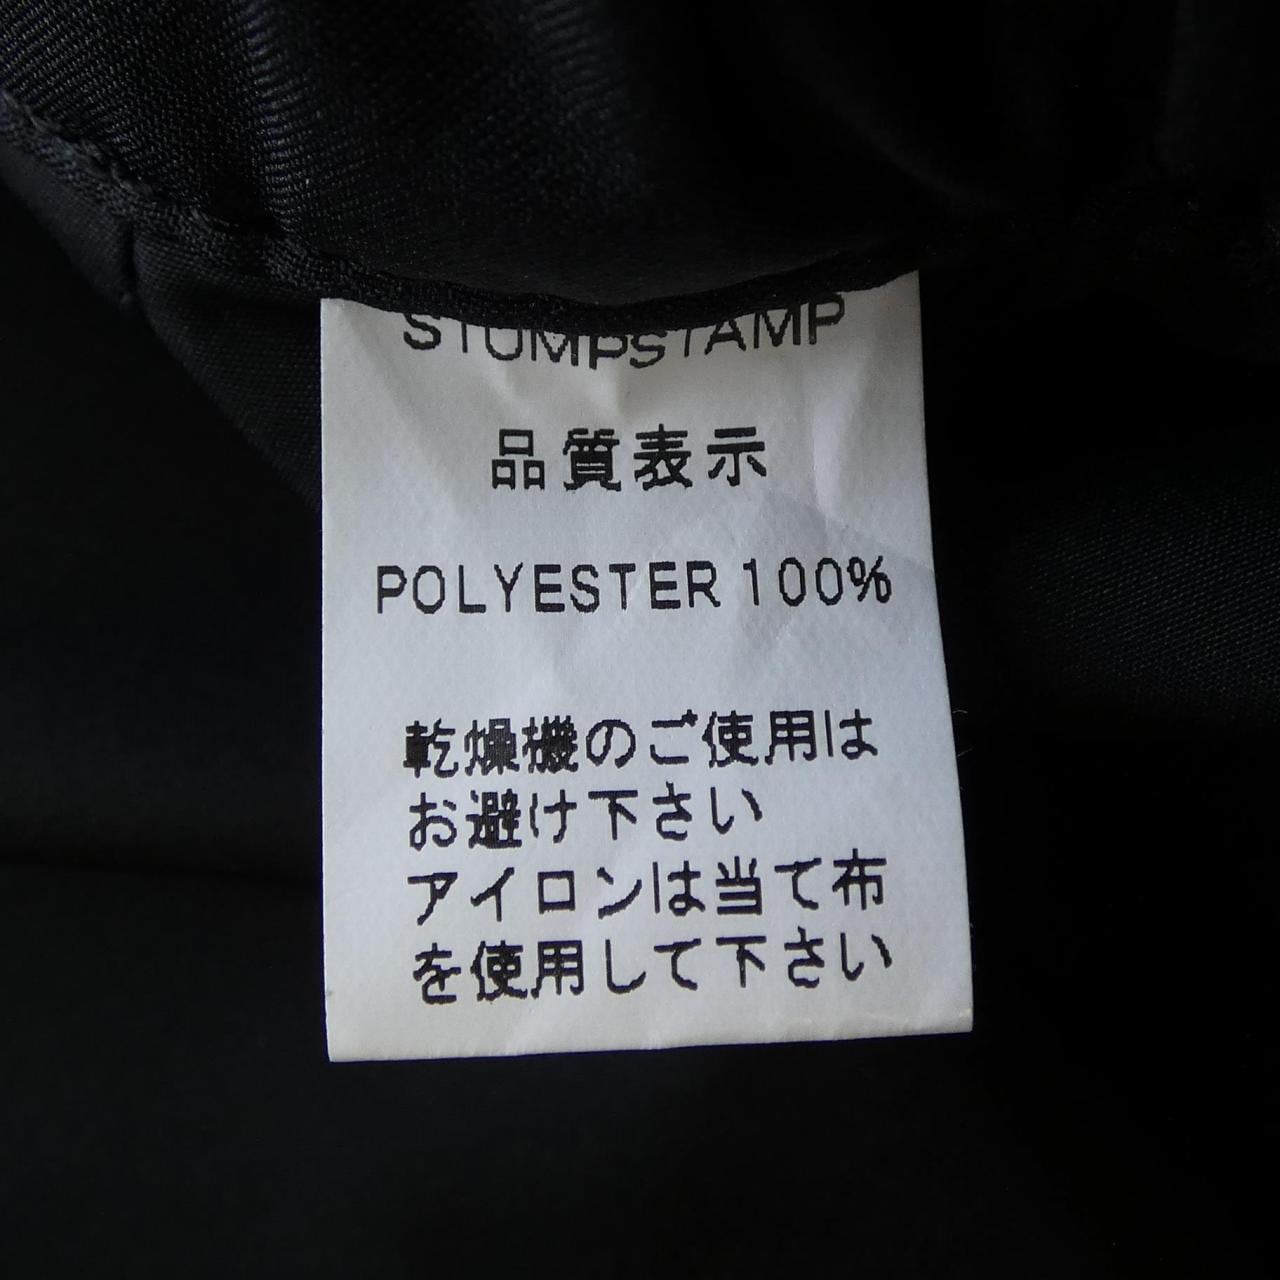 STUMPSTAMP
品質表示
POLYESTER 100%
乾燥機のご使用は
お避け下さい
アイロンは当て布
を使用して下さい